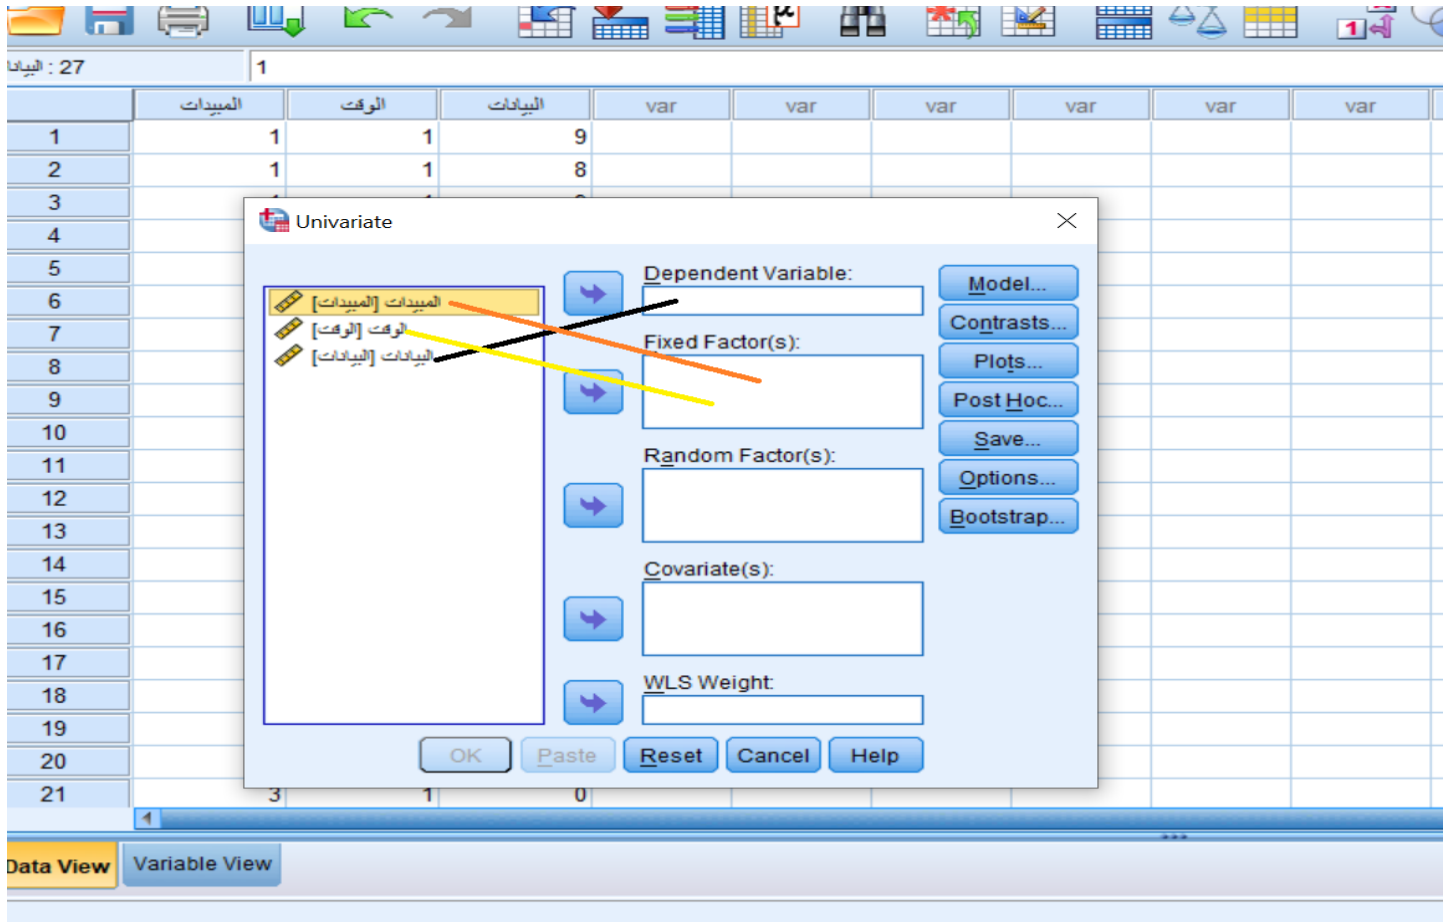 27 : البيانا
1
المبيدات الوقت البيانات var var var var var var
1 1 1 9
2 1 1 8
3
4
5
6
7
8
9
10
11
12
13
14
15
16
17
18
19
20
21 3 1 0
Univariate
المبيدات [المبيدات]
الوقت [الوقت]
البيانات [البيانات]
Dependent Variable:
Fixed Factor(s):
Random Factor(s):
Covariate(s):
WLS Weight:
Model...
Contrasts...
Plots...
Post Hoc...
Save...
Options...
Bootstrap...
OK Paste Reset Cancel Help
Data View Variable View